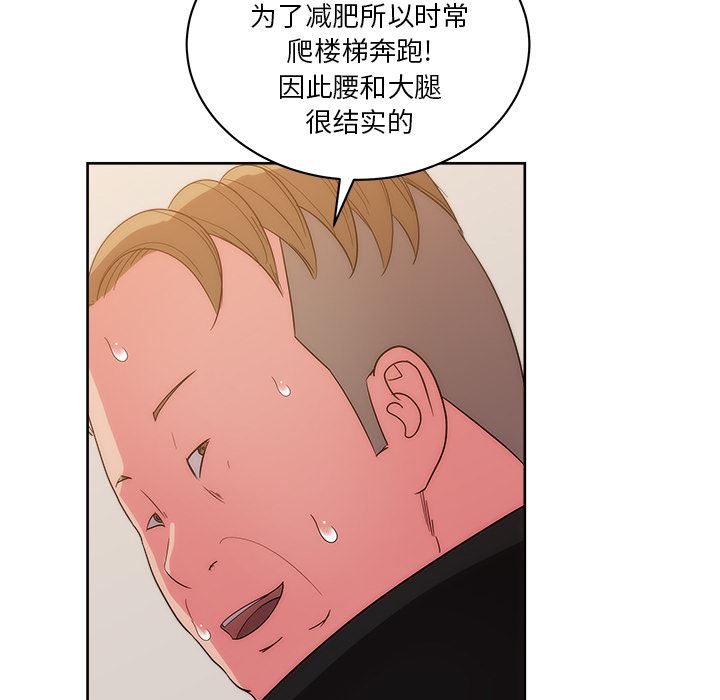 为了减肥所以时常
爬楼梯奔跑!
因此腰和大腿
很结实的